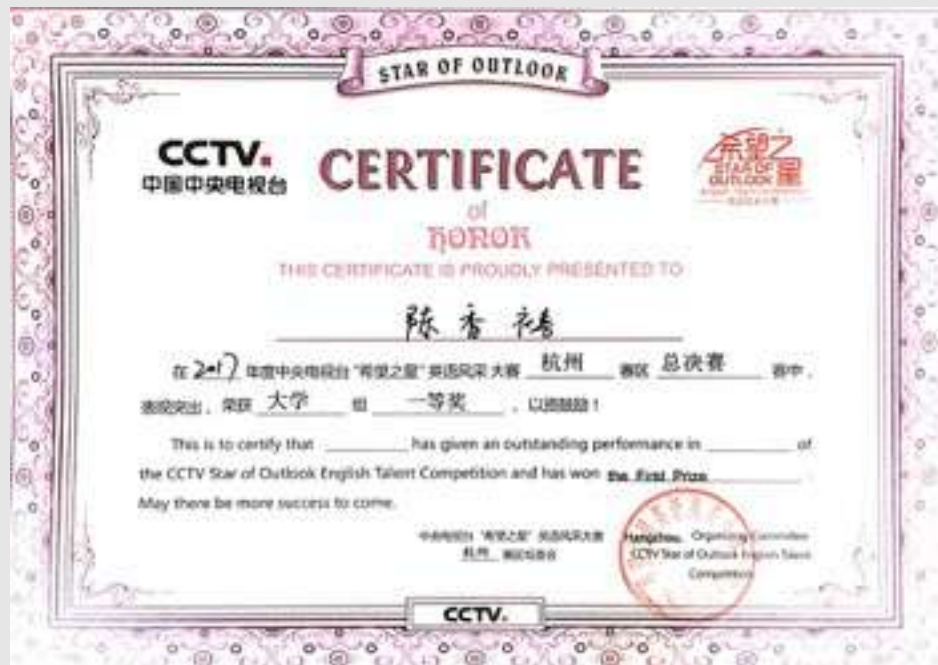 STAR OF OUTLOOK
CCTV.
中国中央电视台
CERTIFICATE
希望之星
STAR OF
OUTLOOK
of
HONOR
THIS CERTIFICATE IS PROUDLY PRESENTED TO
陈香
在 2017 年度中央电视台“希望之星”英语风采大赛 杭州 赛区 总决赛 赛中，
表现突出，荣获 大学 组 一等奖 ，以资鼓励！
This is to certify that has given an outstanding performance in of
the CCTV Star of Outlook English Talent Competition and has won the First Prize
May there be more success to come.
中央电视台“希望之星”英语风采大赛
杭州 赛区组委会
Hangzhou Organizing Committee
CCTV Star of Outlook English Talent
Competition
CCTV.